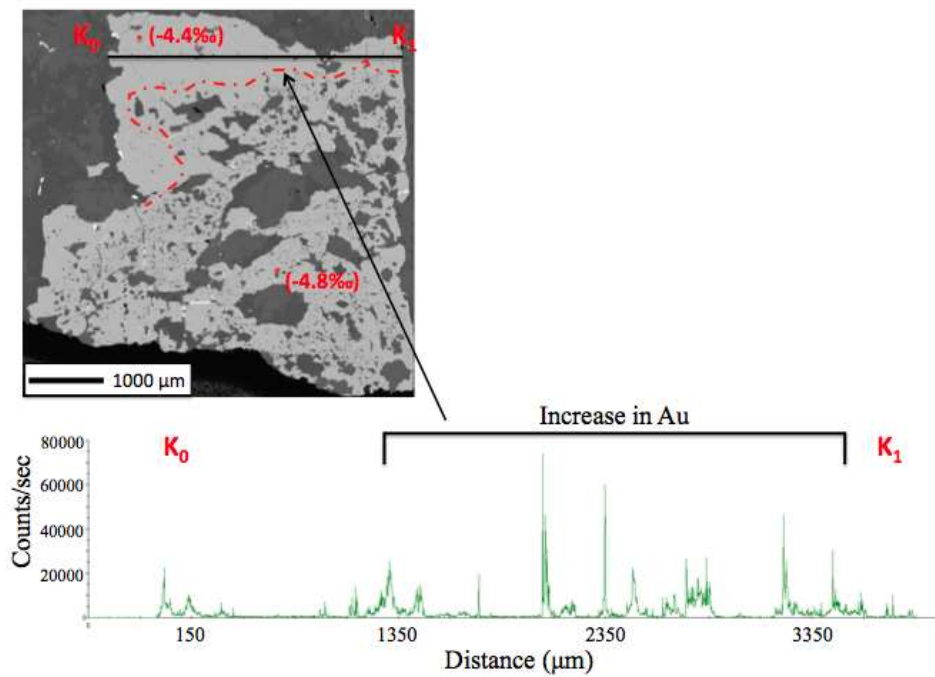 K0 (-4.4‰) K1
(-4.8‰)
1000 µm
Increase in Au
K0 K1
80000
60000
40000
20000
0
Counts/sec
150 1350 2350 3350
Distance (µm)